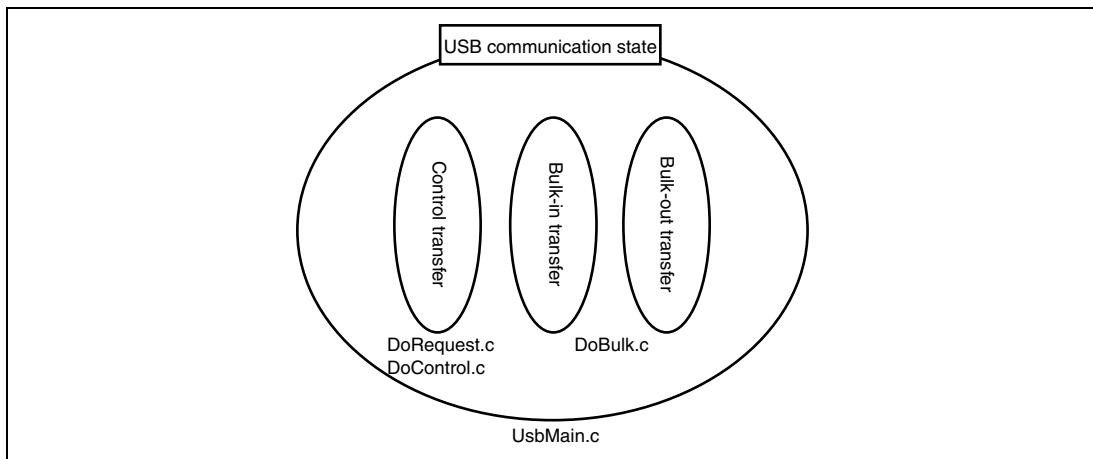 USB communication state
Control transfer
Bulk-in transfer
Bulk-out transfer
DoRequest.c
DoControl.c
DoBulk.c
UsbMain.c